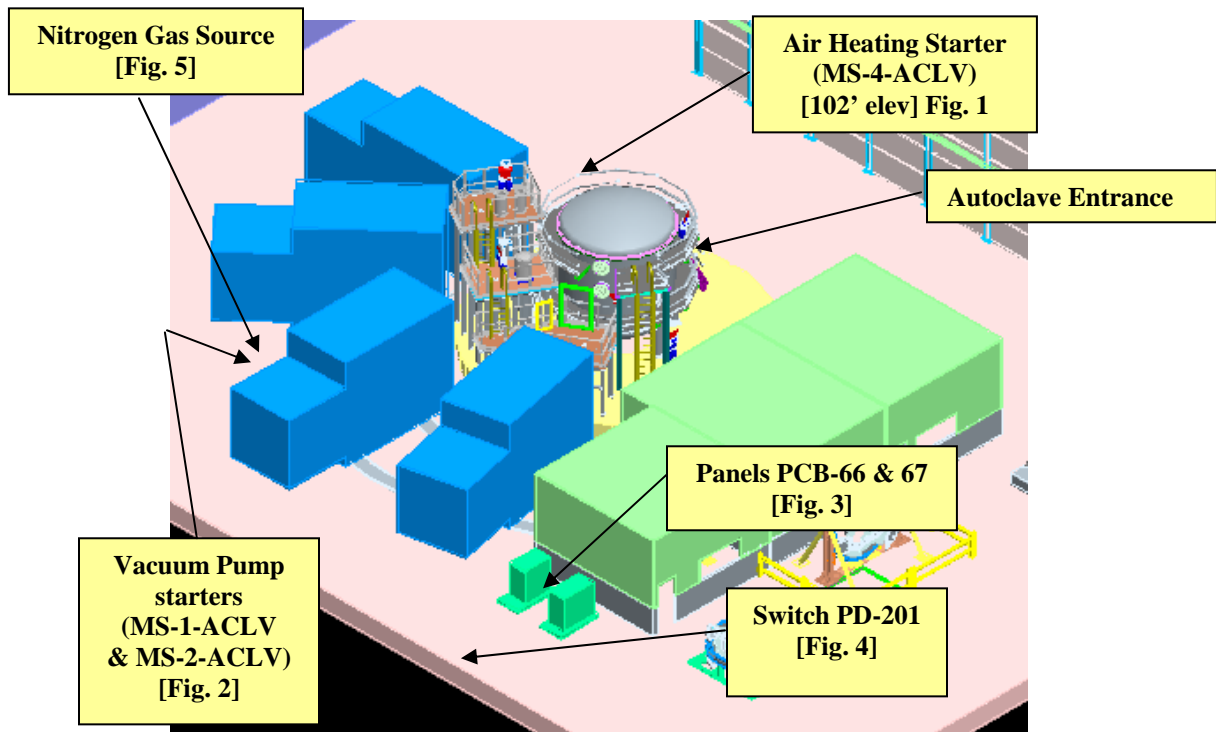 Nitrogen Gas Source
[Fig. 5]
Air Heating Starter
(MS-4-ACLV)
[102’ elev] Fig. 1
Autoclave Entrance
Panels PCB-66 & 67
[Fig. 3]
Vacuum Pump
starters
(MS-1-ACLV
& MS-2-ACLV)
[Fig. 2]
Switch PD-201
[Fig. 4]